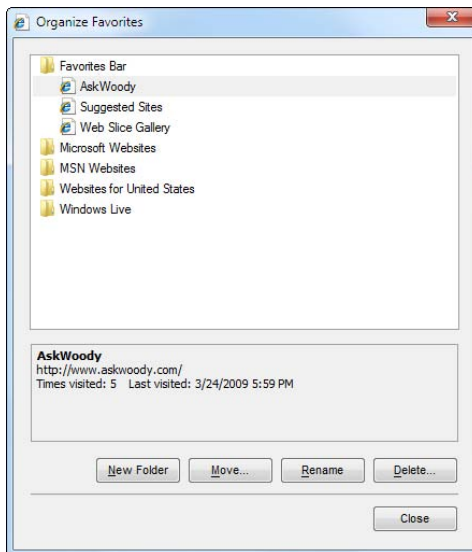 Organize Favorites
Favorites Bar
AskWoody
Suggested Sites
Web Slice Gallery
Microsoft Websites
MSN Websites
Websites for United States
Windows Live
AskWoody
http://www.askwoody.com/
Times visited: 5 Last visited: 3/24/2009 5:59 PM
New Folder Move... Rename Delete...
Close